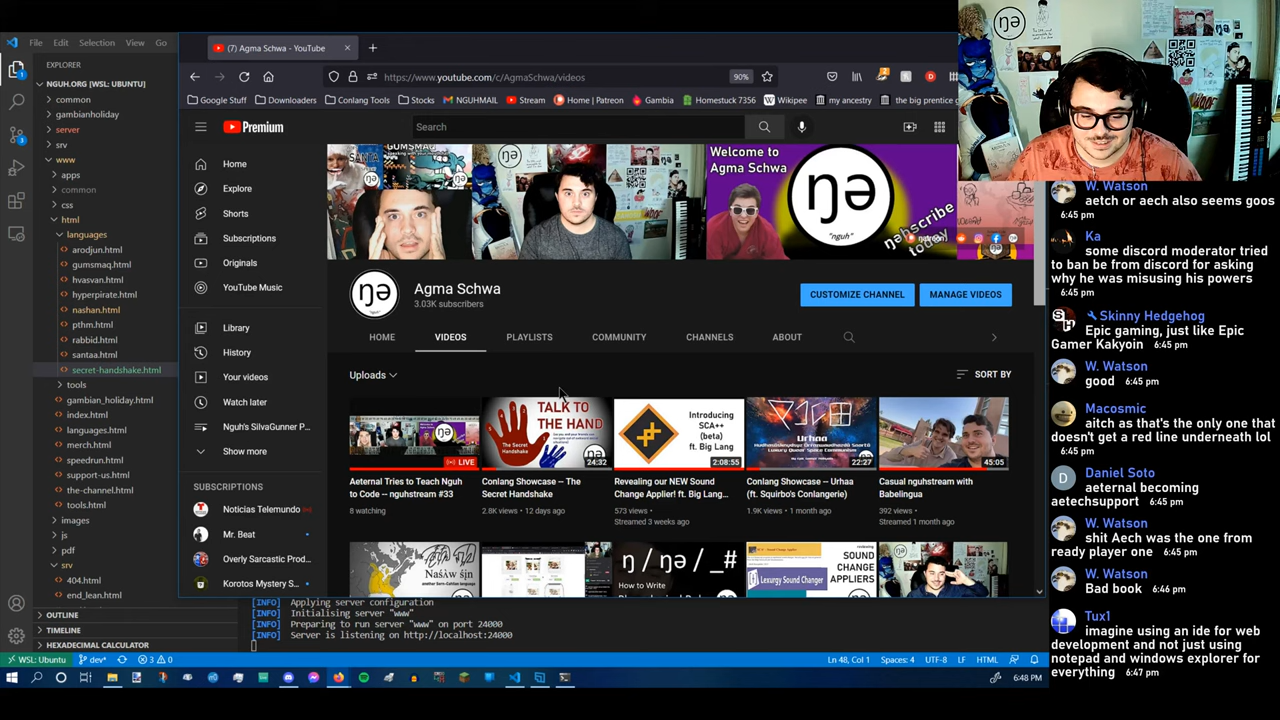 File Edit Selection View Go
EXPLORER
NGUH.ORG [WSL: UBUNTU]
common
gambianholiday
server
srv
www
apps
common
css
html
languages
arodjun.html
gumsmaq.html
hvasvan.html
hyperpirate.html
nashan.html
pthm.html
rabbid.html
santaa.html
secret-handshake.html
tools
gambian_holiday.html
index.html
languages.html
merch.html
speedrun.html
support-us.html
the-channel.html
tools.html
images
js
pdf
srv
404.html
end_lean.html
OUTLINE
TIMELINE
HEXADECIMAL CALCULATOR
(7) Agma Schwa - YouTube
https://www.youtube.com/c/AgmaSchwa/videos
90%
Google Stuff Downloaders Conlang Tools Stocks NGUHMAIL Stream Home | Patreon Gambia Homestuck 7356 Wikipee my ancestry the big prentice
Premium
Search
Home
Explore
Shorts
Subscriptions
Originals
YouTube Music
Library
History
Your videos
Watch later
Nguh's SilvaGunner P...
Show more
SUBSCRIPTIONS
Noticias Telemundo
Mr. Beat
Overly Sarcastic Prod...
Korotos Mystery S...
SANTA
GUMSMAQ
Welcome to
Agma Schwa
ŋə
"nguh"
ŋəbscribe
today
ŋə
Agma Schwa
3.03K subscribers
CUSTOMIZE CHANNEL
MANAGE VIDEOS
HOME VIDEOS PLAYLISTS COMMUNITY CHANNELS ABOUT
Uploads
SORT BY
LIVE
Aeternal Tries to Teach Nguh
to Code -- nguhstream #33
8 watching
TALK TO
THE HAND
The Secret
Handshake
24:32
Conlang Showcase -- The
Secret Handshake
2.8K views • 12 days ago
Introducing
SCA++
(beta)
ft. Big Lang
2:08:55
Revealing our NEW Sound
Change Applier! ft. Big Lang...
573 views •
Streamed 3 weeks ago
22:27
Conlang Showcase -- Urhaa
(ft. Squirbo's Conlangerie)
1.9K views • 1 month ago
45:05
Casual nguhstream with
Babelingua
392 views •
Streamed 1 month ago
ŋ / ŋə / _#
How to Write
SOUND
CHANGE
APPLIERS
Lexurgy Sound Changer
[INFO] Applying server configuration
[INFO] Initialising server "www"
[INFO] Preparing to run server "www" on port 24000
[INFO] Server is listening on http://localhost:24000
WSL: Ubuntu dev* 3 0 Ln 48, Col 1 Spaces: 4 UTF-8 LF HTML
6:48 PM
W. Watson
aetch or aech also seems goos
6:45 pm
Ka
some discord moderator tried
to ban be from discord for asking
why he was misusing his powers
6:45 pm
Skinny Hedgehog
Epic gaming, just like Epic
Gamer Kakyoin 6:45 pm
W. Watson
good 6:45 pm
Macosmic
aitch as that's the only one that
doesn't get a red line underneath lol
6:45 pm
Daniel Soto
aeternal becoming
aetechsupport 6:45 pm
W. Watson
shit Aech was the one from
ready player one 6:45 pm
W. Watson
Bad book 6:46 pm
Tux1
imagine using an ide for web
development and not just using
notepad and windows explorer for
everything 6:47 pm